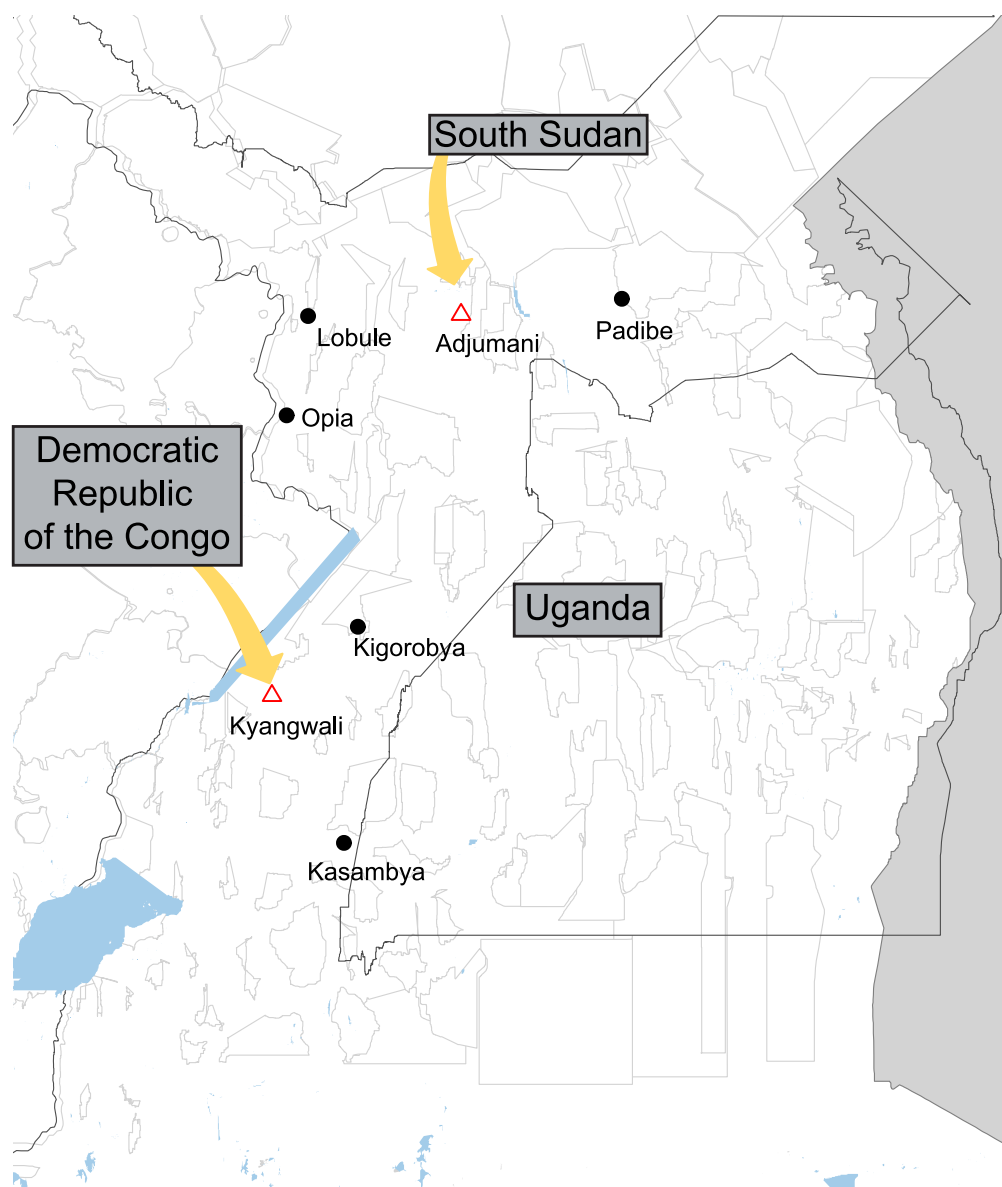 South Sudan
Lobule
Adjumani
Padibe
Opia
Democratic
Republic
of the Congo
Uganda
Kigorobya
Kyangwali
Kasambya